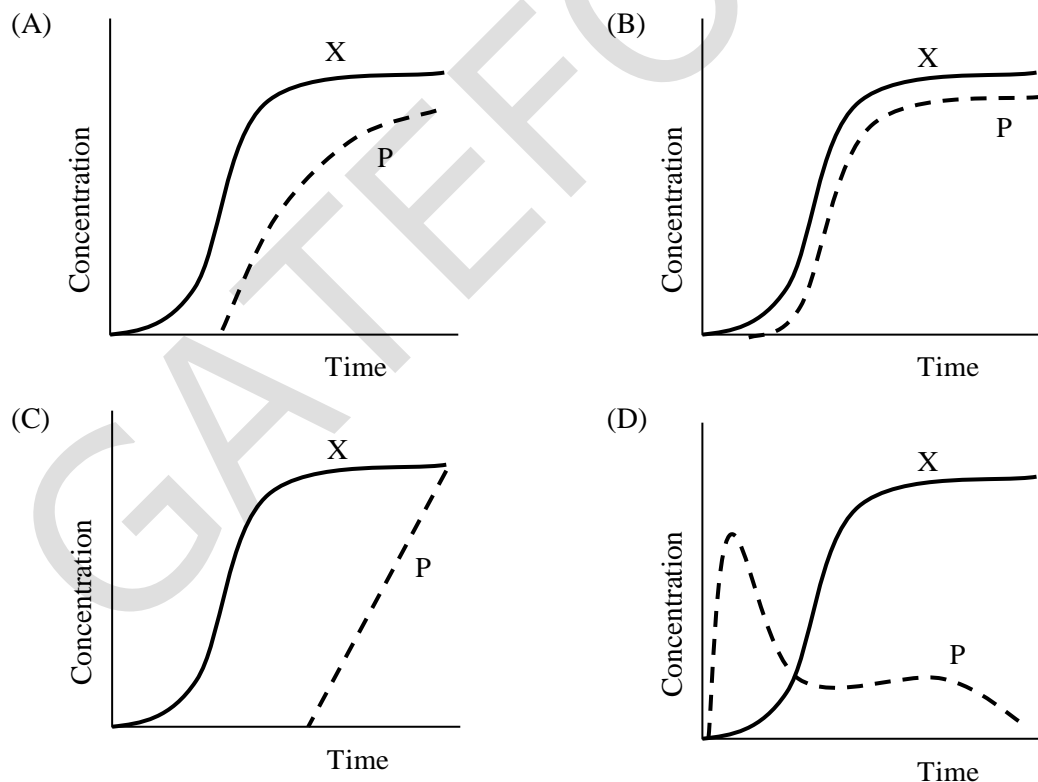 (A)
X
P
Concentration
Time
(B)
X
P
Concentration
Time
(C)
X
P
Concentration
Time
(D)
X
P
Concentration
Time
GATEFO